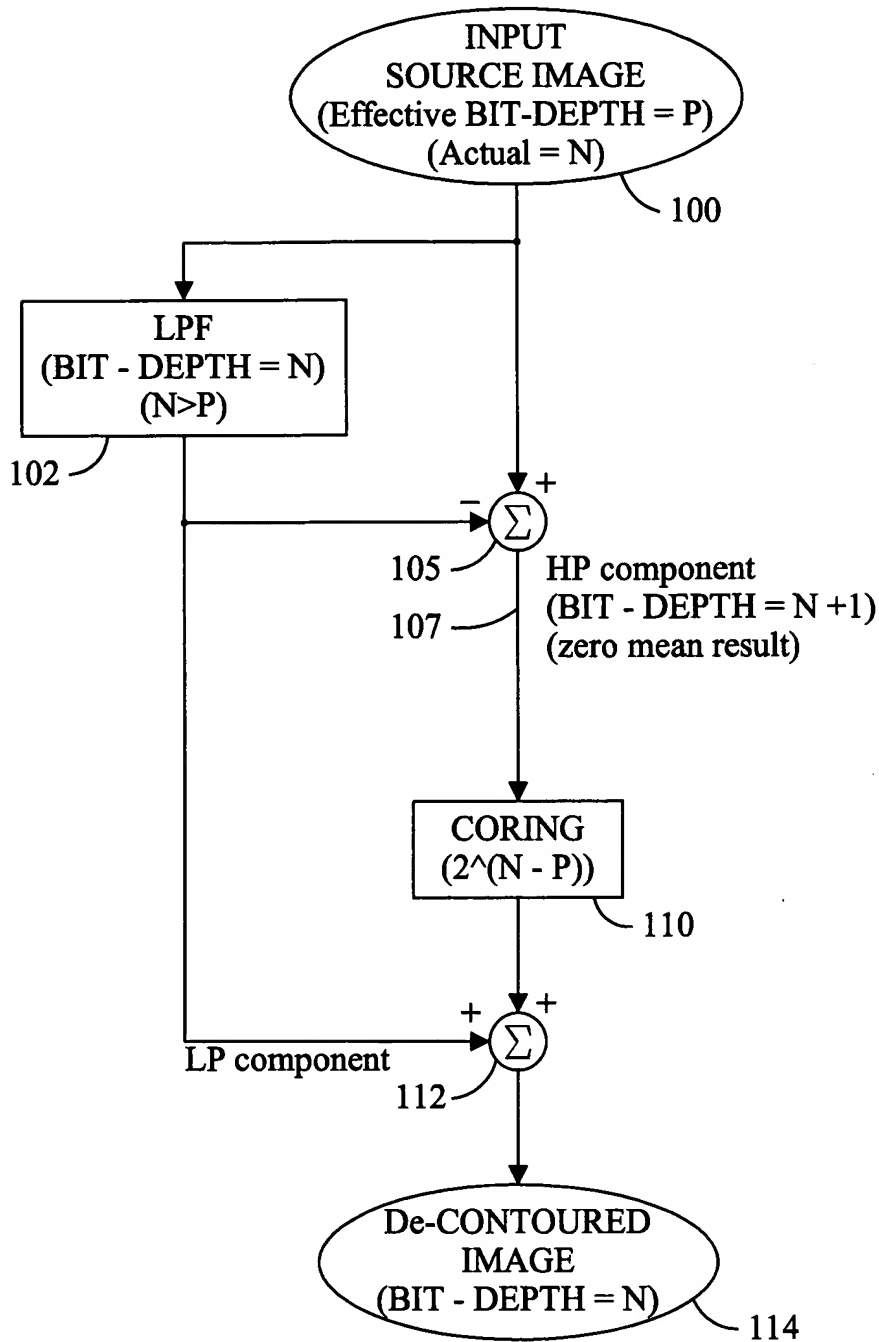 INPUT
SOURCE IMAGE
(Effective BIT-DEPTH = P)
(Actual = N)
100
LPF
(BIT - DEPTH = N)
(N>P)
102
+
−
Σ
105
107
HP component
(BIT - DEPTH = N +1)
(zero mean result)
CORING
(2^(N - P))
110
+
+
Σ
LP component
112
De-CONTOURED
IMAGE
(BIT - DEPTH = N)
114